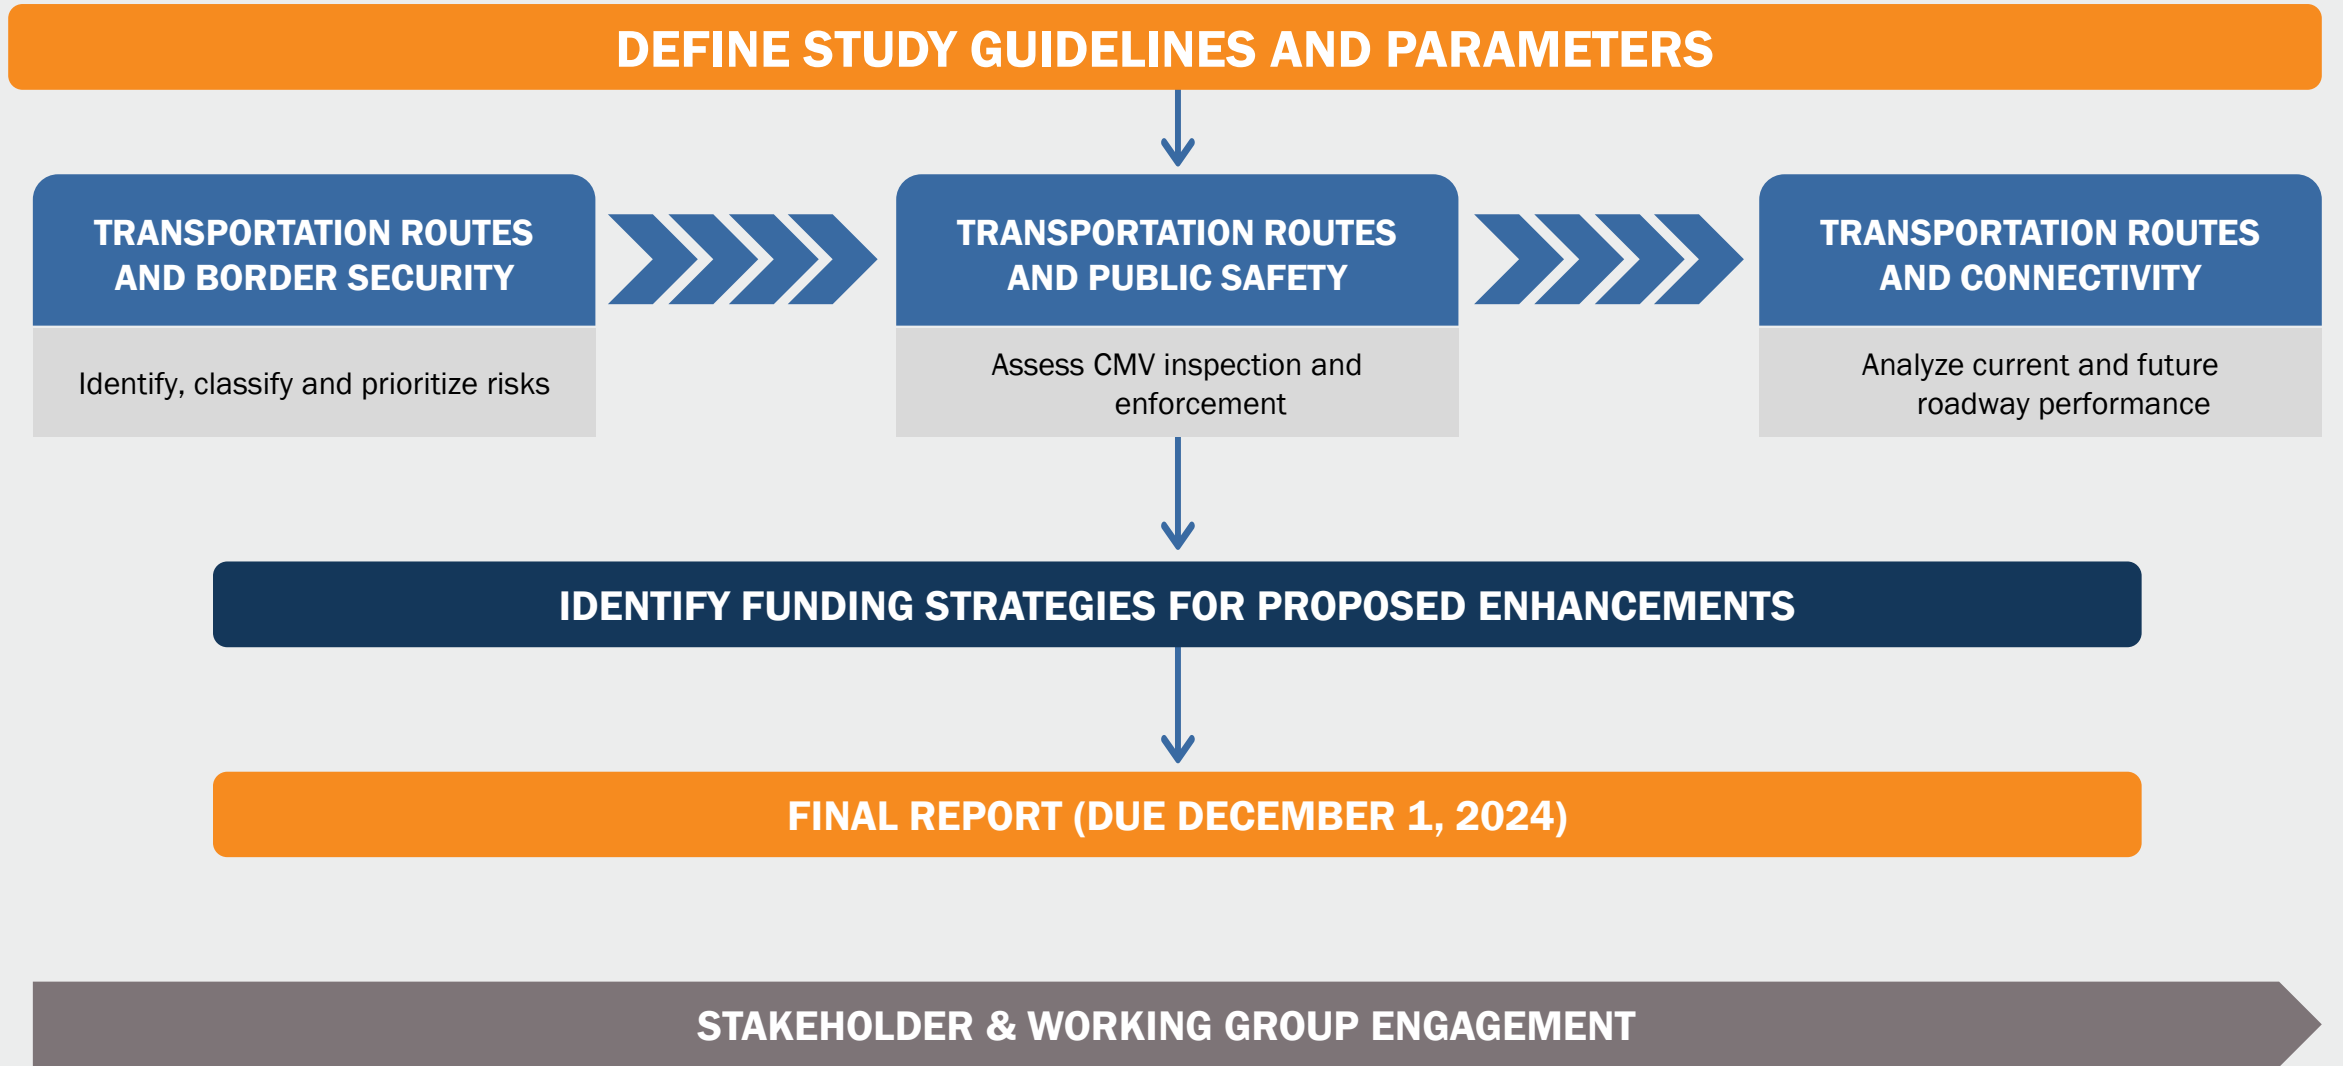 DEFINE STUDY GUIDELINES AND PARAMETERS
TRANSPORTATION ROUTES
AND BORDER SECURITY
Identify, classify and prioritize risks
TRANSPORTATION ROUTES
AND PUBLIC SAFETY
Assess CMV inspection and
enforcement
TRANSPORTATION ROUTES
AND CONNECTIVITY
Analyze current and future
roadway performance
IDENTIFY FUNDING STRATEGIES FOR PROPOSED ENHANCEMENTS
FINAL REPORT (DUE DECEMBER 1, 2024)
STAKEHOLDER & WORKING GROUP ENGAGEMENT